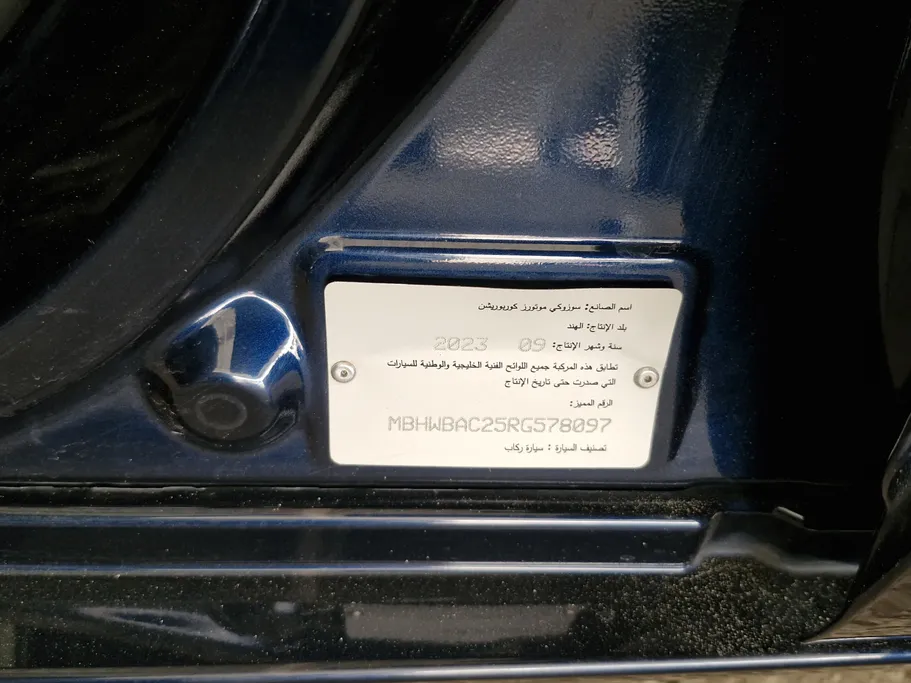 اسم الصانع: سوزوكي موتورز كوربوريشن
بلد الإنتاج: الهند
سنة وشهر الإنتاج: 09 2023
تطابق هذه المركبة جميع اللوائح الفنية الخليجية والوطنية للسيارات
التي صدرت حتى تاريخ الإنتاج
الرقم المميز:
MBHWBAC25RG578097
تصنيف السيارة : سيارة ركاب